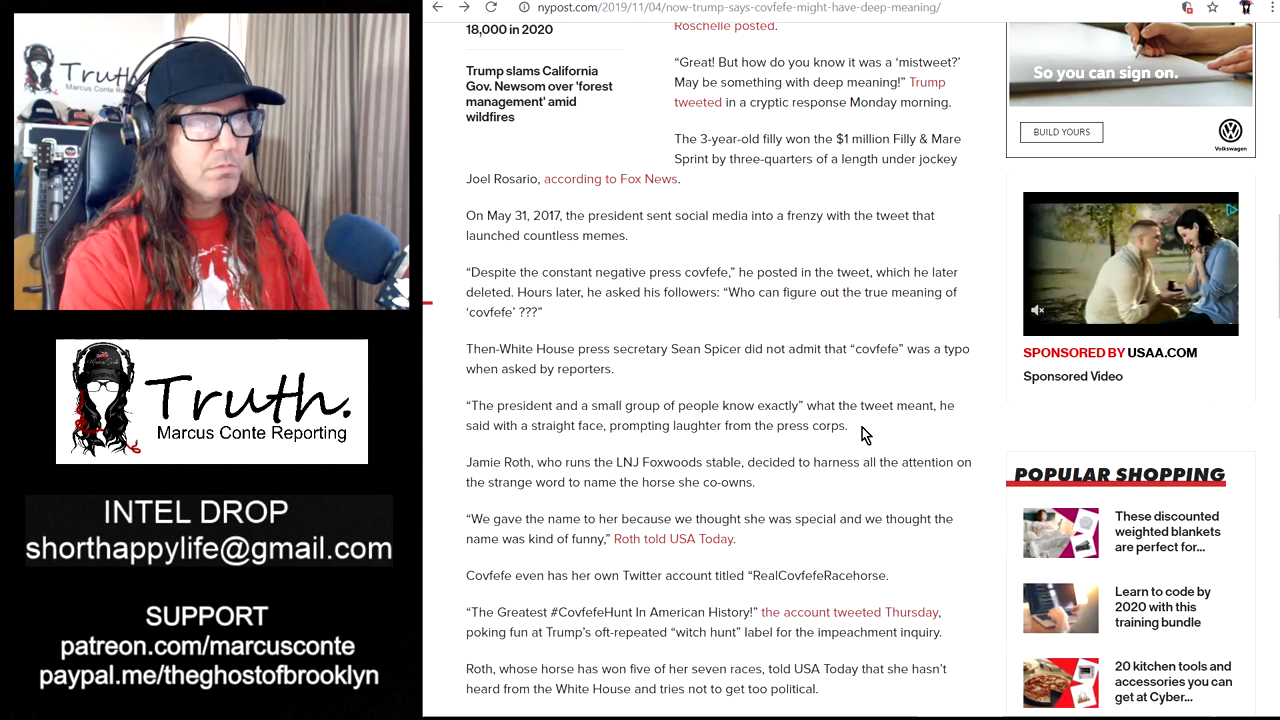 Truth.
Marcus Conte Reporting
Truth.
Marcus Conte Reporting
INTEL DROP
shorthappylife@gmail.com
SUPPORT
patreon.com/marcusconte
paypal.me/theghostofbrooklyn
nypost.com/2019/11/04/now-trump-says-covfefe-might-have-deep-meaning/
18,000 in 2020
Trump slams California
Gov. Newsom over 'forest
management' amid
wildfires
Roschelle posted.
“Great! But how do you know it was a ‘mistweet?’
May be something with deep meaning!” Trump
tweeted in a cryptic response Monday morning.
The 3-year-old filly won the $1 million Filly & Mare
Sprint by three-quarters of a length under jockey
Joel Rosario, according to Fox News.
On May 31, 2017, the president sent social media into a frenzy with the tweet that
launched countless memes.
“Despite the constant negative press covfefe,” he posted in the tweet, which he later
deleted. Hours later, he asked his followers: “Who can figure out the true meaning of
‘covfefe’ ???”
Then-White House press secretary Sean Spicer did not admit that “covfefe” was a typo
when asked by reporters.
“The president and a small group of people know exactly” what the tweet meant, he
said with a straight face, prompting laughter from the press corps.
Jamie Roth, who runs the LNJ Foxwoods stable, decided to harness all the attention on
the strange word to name the horse she co-owns.
“We gave the name to her because we thought she was special and we thought the
name was kind of funny,” Roth told USA Today.
Covfefe even has her own Twitter account titled “RealCovfefeRacehorse.
“The Greatest #CovfefeHunt In American History!” the account tweeted Thursday,
poking fun at Trump’s oft-repeated “witch hunt” label for the impeachment inquiry.
Roth, whose horse has won five of her seven races, told USA Today that she hasn’t
heard from the White House and tries not to get too political.
So you can sign on.
BUILD YOURS
Volkswagen
SPONSORED BY USAA.COM
Sponsored Video
POPULAR SHOPPING
These discounted
weighted blankets
are perfect for...
Learn to code by
2020 with this
training bundle
20 kitchen tools and
accessories you can
get at Cyber...